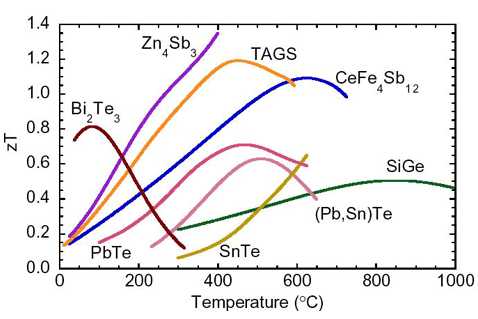 1.4
1.2
1.0
0.8
0.6
0.4
0.2
0.0
zT
Zn4Sb3
TAGS
CeFe4Sb12
Bi2Te3
SiGe
(Pb,Sn)Te
PbTe
SnTe
0 200 400 600 800 1000
Temperature (°C)